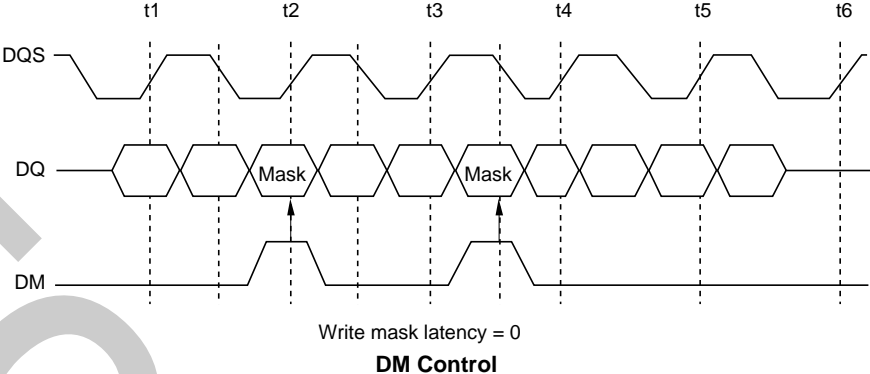 t1 t2 t3 t4 t5 t6
DQS
DQ Mask Mask
DM
Write mask latency = 0
DM Control